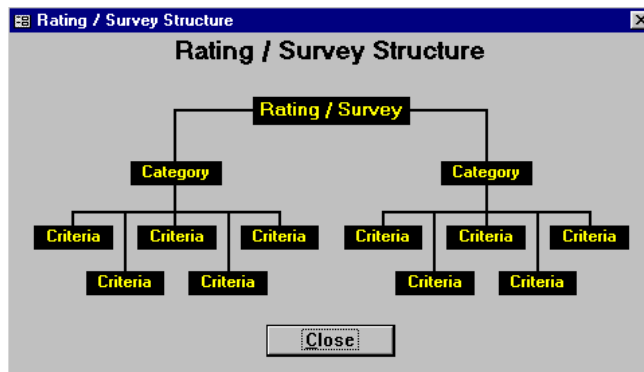 Rating / Survey Structure
Rating / Survey Structure
Rating / Survey
Category Category
Criteria Criteria Criteria Criteria Criteria Criteria
Criteria Criteria Criteria Criteria
Close